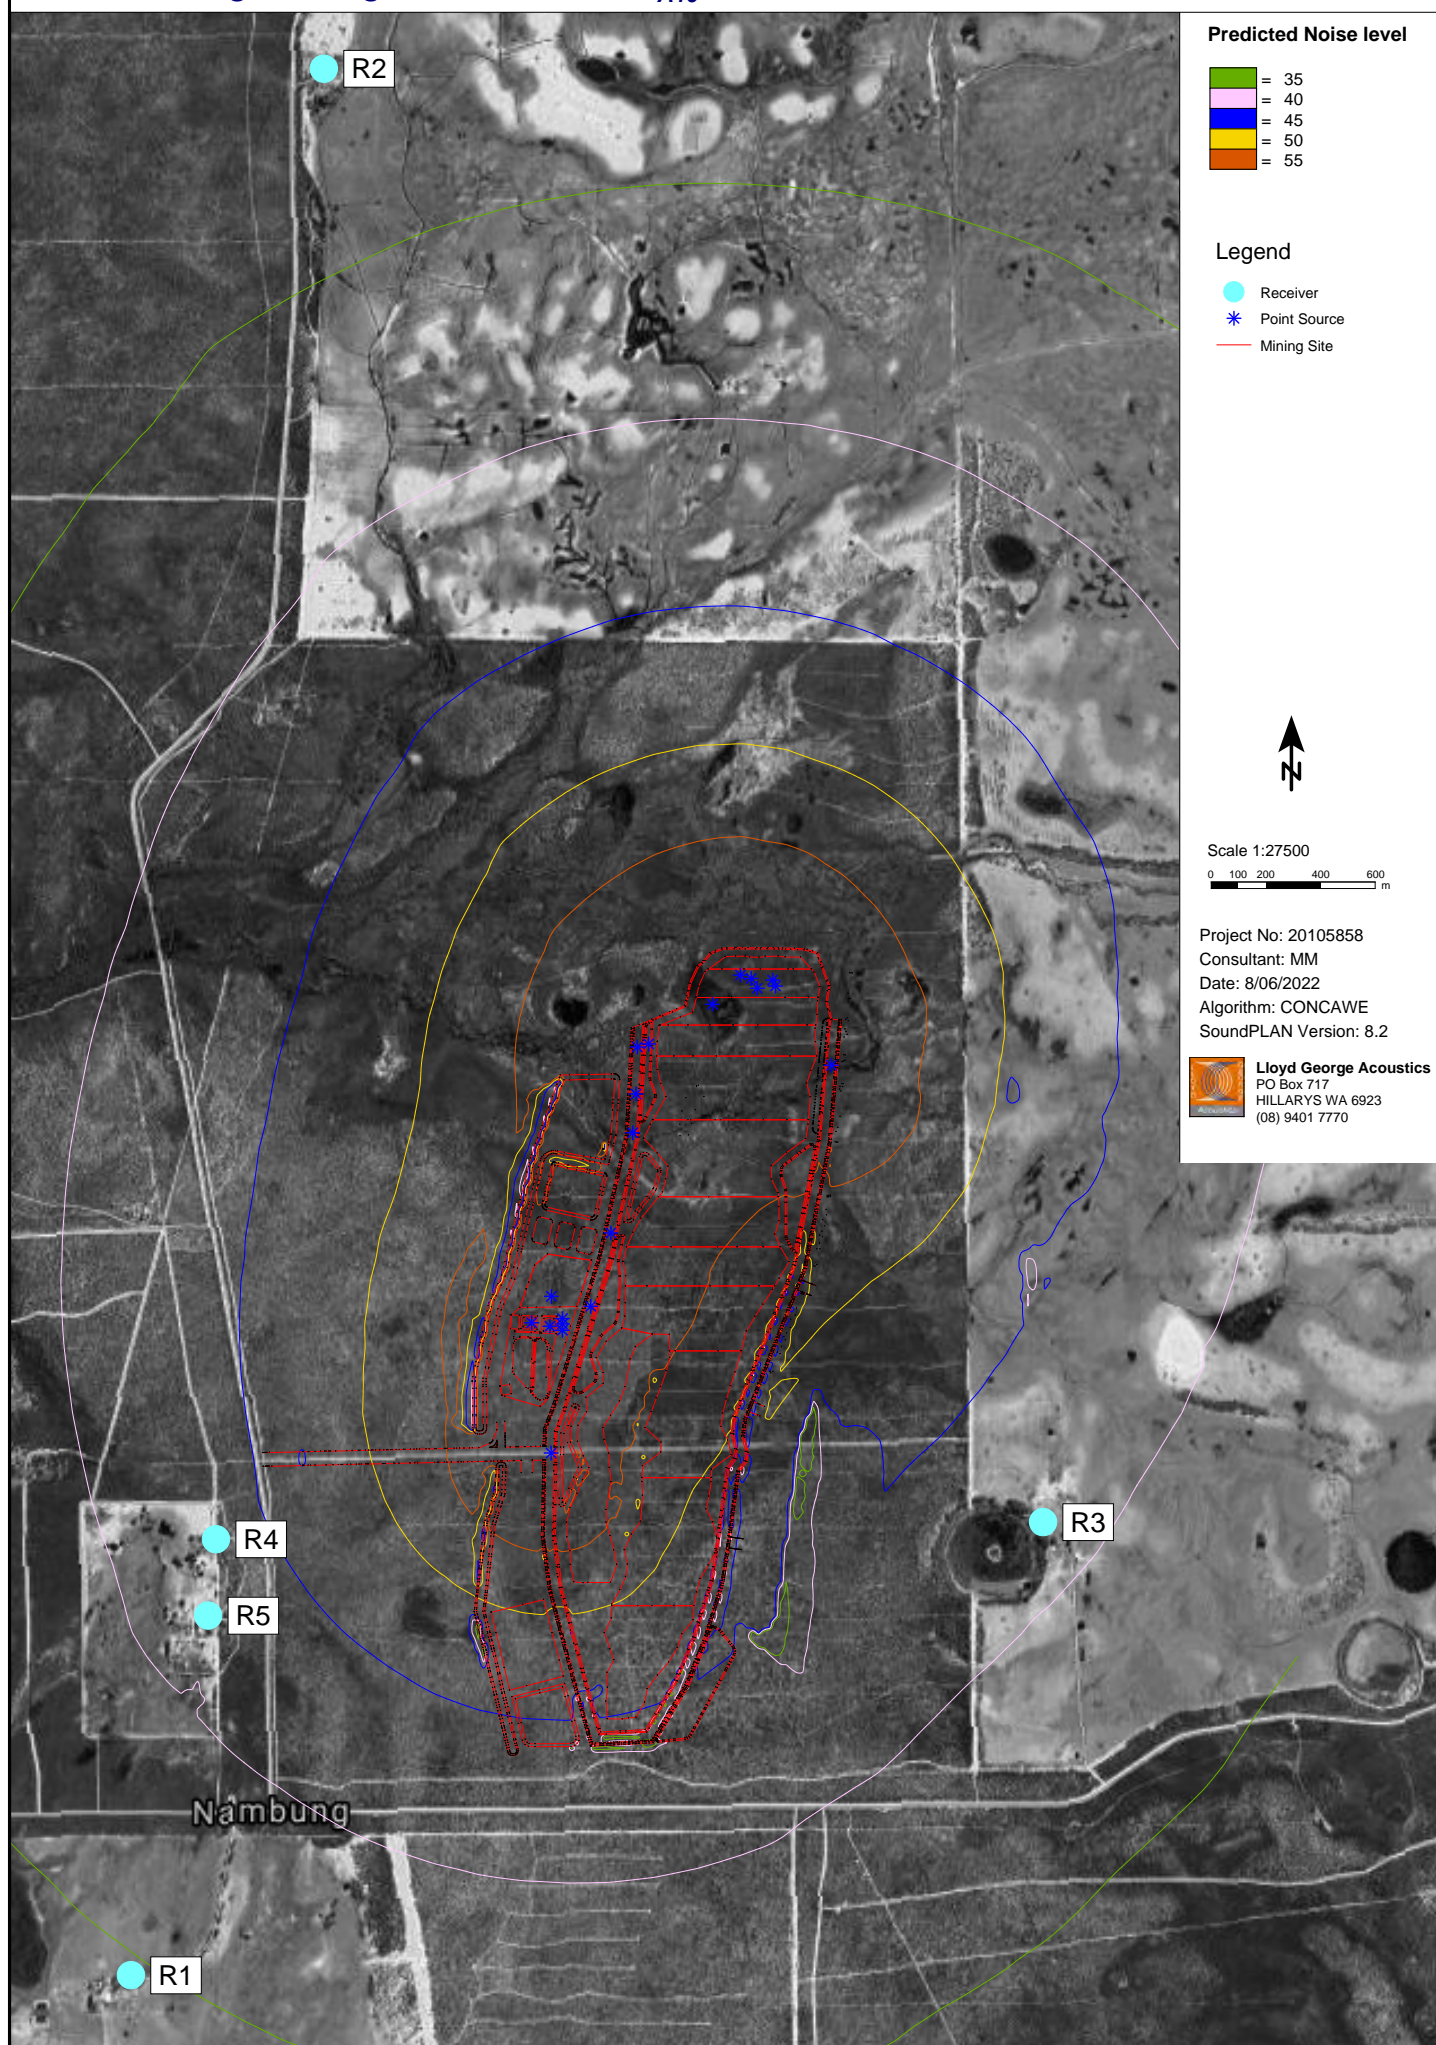 Predicted Noise level
= 35
= 40
= 45
= 50
= 55
Legend
Receiver
Point Source
Mining Site
N
Scale 1:27500
0 100 200 400 600
m
Project No: 20105858
Consultant: MM
Date: 8/06/2022
Algorithm: CONCAWE
SoundPLAN Version: 8.2
Lloyd George Acoustics
PO Box 717
HILLARYS WA 6923
(08) 9401 7770
R2
R3
R4
R5
Nambung
R1